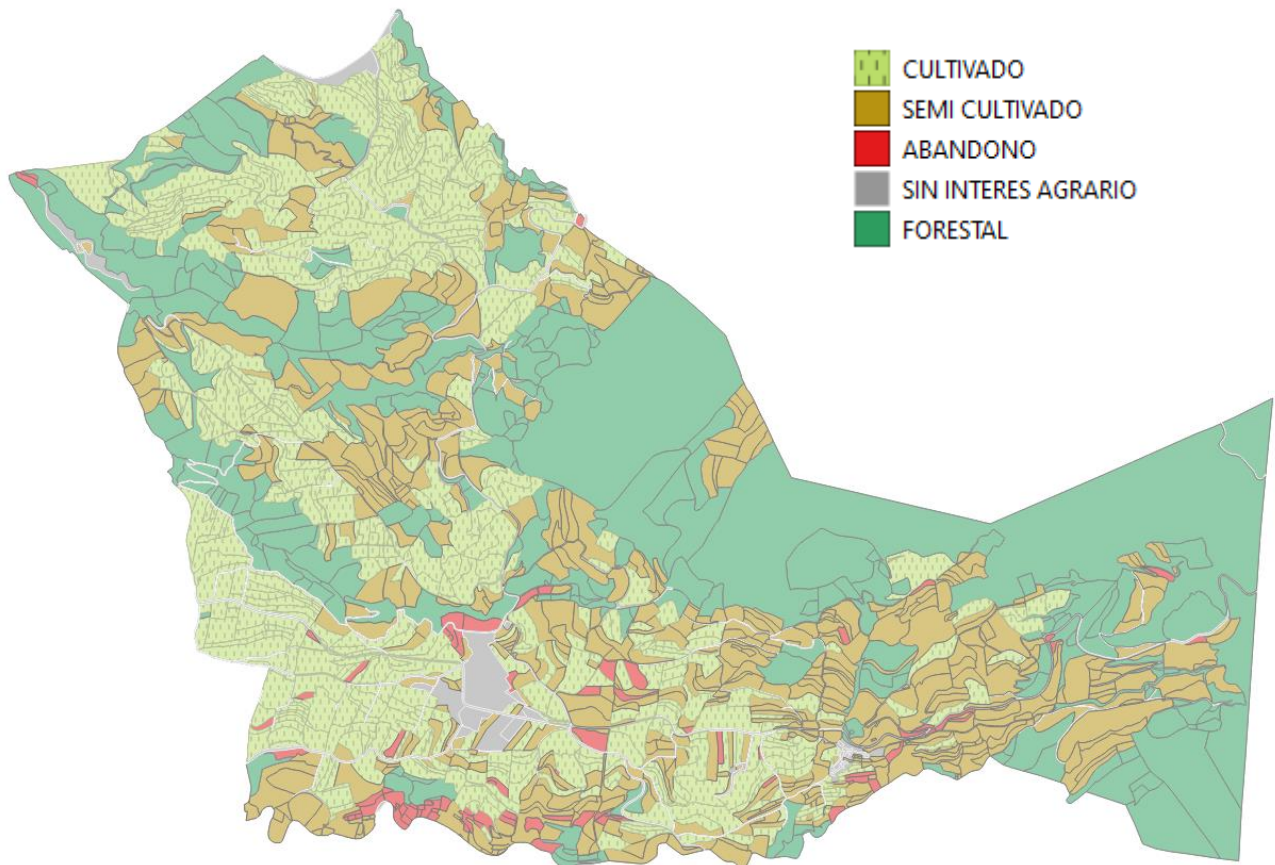 CULTIVADO
SEMI CULTIVADO
ABANDONO
SIN INTERES AGRARIO
FORESTAL